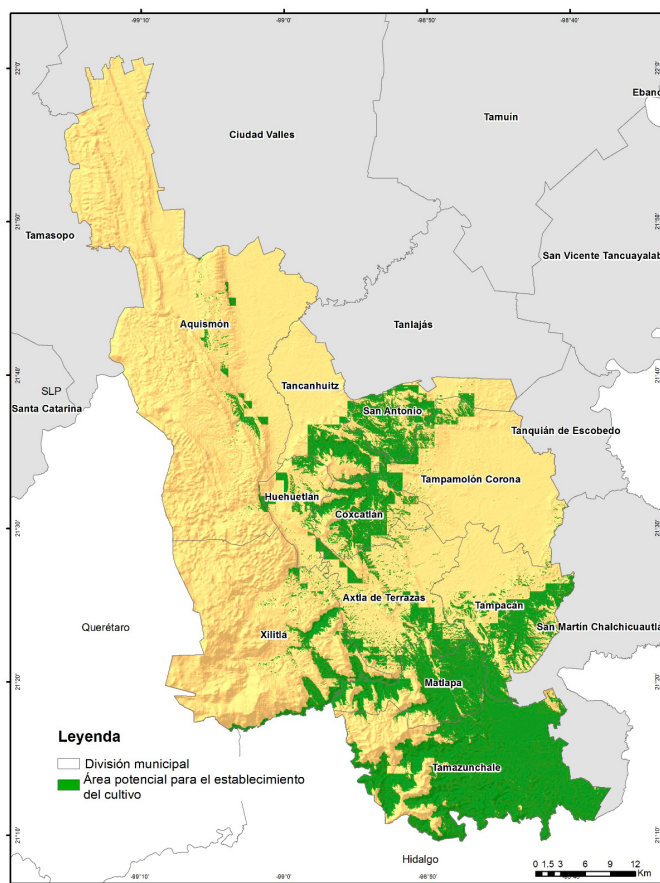 -99°10' -99°0' -98°50' -98°40'
22°0' 22°0'
Ebano
Tamuín
Ciudad Valles
21°50' 21°50'
Tamasopo
San Vicente Tancuayalab
Aquismón
Tanlajás
21°40' 21°40'
Tancanhuitz
SLP
Santa Catarina
San Antonio
Tanquián de Escobedo
Tampamolón Corona
Huehuetlán
Coxcatlán
21°30' 21°30'
Axtla de Terrazas
Tampacán
Querétaro
Xilitla
San Martín Chalchicuautla
21°20' 21°20'
Matlapa
Leyenda
División municipal
Área potencial para el establecimiento
del cultivo
Tamazunchale
21°10' 21°10'
Hidalgo
0 1.5 3 6 9 12
Km
-99°10' -99°0' -98°50'